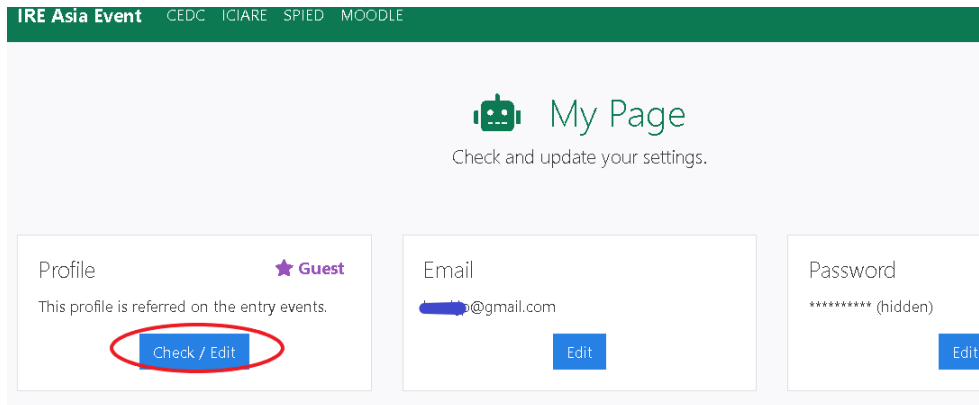 IRE Asia Event CEDC ICIARE SPIED MOODLE
My Page
Check and update your settings.
Profile
Guest
This profile is referred on the entry events.
Check / Edit
Email
@gmail.com
Edit
Password
********** (hidden)
Edit